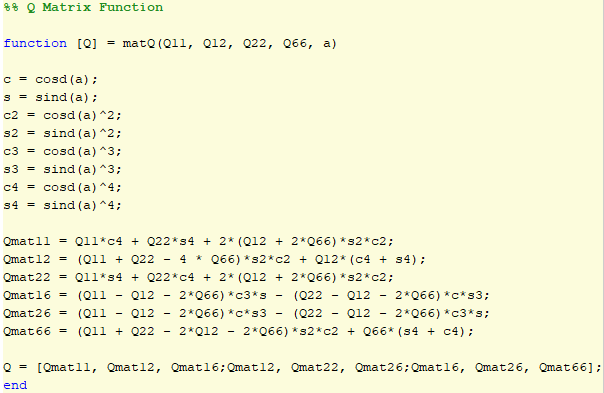 %% Q Matrix Function
function [Q] = matQ(Q11, Q12, Q22, Q66, a)
c = cosd(a);
s = sind(a);
c2 = cosd(a)^2;
s2 = sind(a)^2;
c3 = cosd(a)^3;
s3 = sind(a)^3;
c4 = cosd(a)^4;
s4 = sind(a)^4;
Qmat11 = Q11*c4 + Q22*s4 + 2*(Q12 + 2*Q66)*s2*c2;
Qmat12 = (Q11 + Q22 - 4 * Q66)*s2*c2 + Q12*(c4 + s4);
Qmat22 = Q11*s4 + Q22*c4 + 2*(Q12 + 2*Q66)*s2*c2;
Qmat16 = (Q11 - Q12 - 2*Q66)*c3*s - (Q22 - Q12 - 2*Q66)*c*s3;
Qmat26 = (Q11 - Q12 - 2*Q66)*c*s3 - (Q22 - Q12 - 2*Q66)*c3*s;
Qmat66 = (Q11 + Q22 - 2*Q12 - 2*Q66)*s2*c2 + Q66*(s4 + c4);
Q = [Qmat11, Qmat12, Qmat16;Qmat12, Qmat22, Qmat26;Qmat16, Qmat26, Qmat66];
end